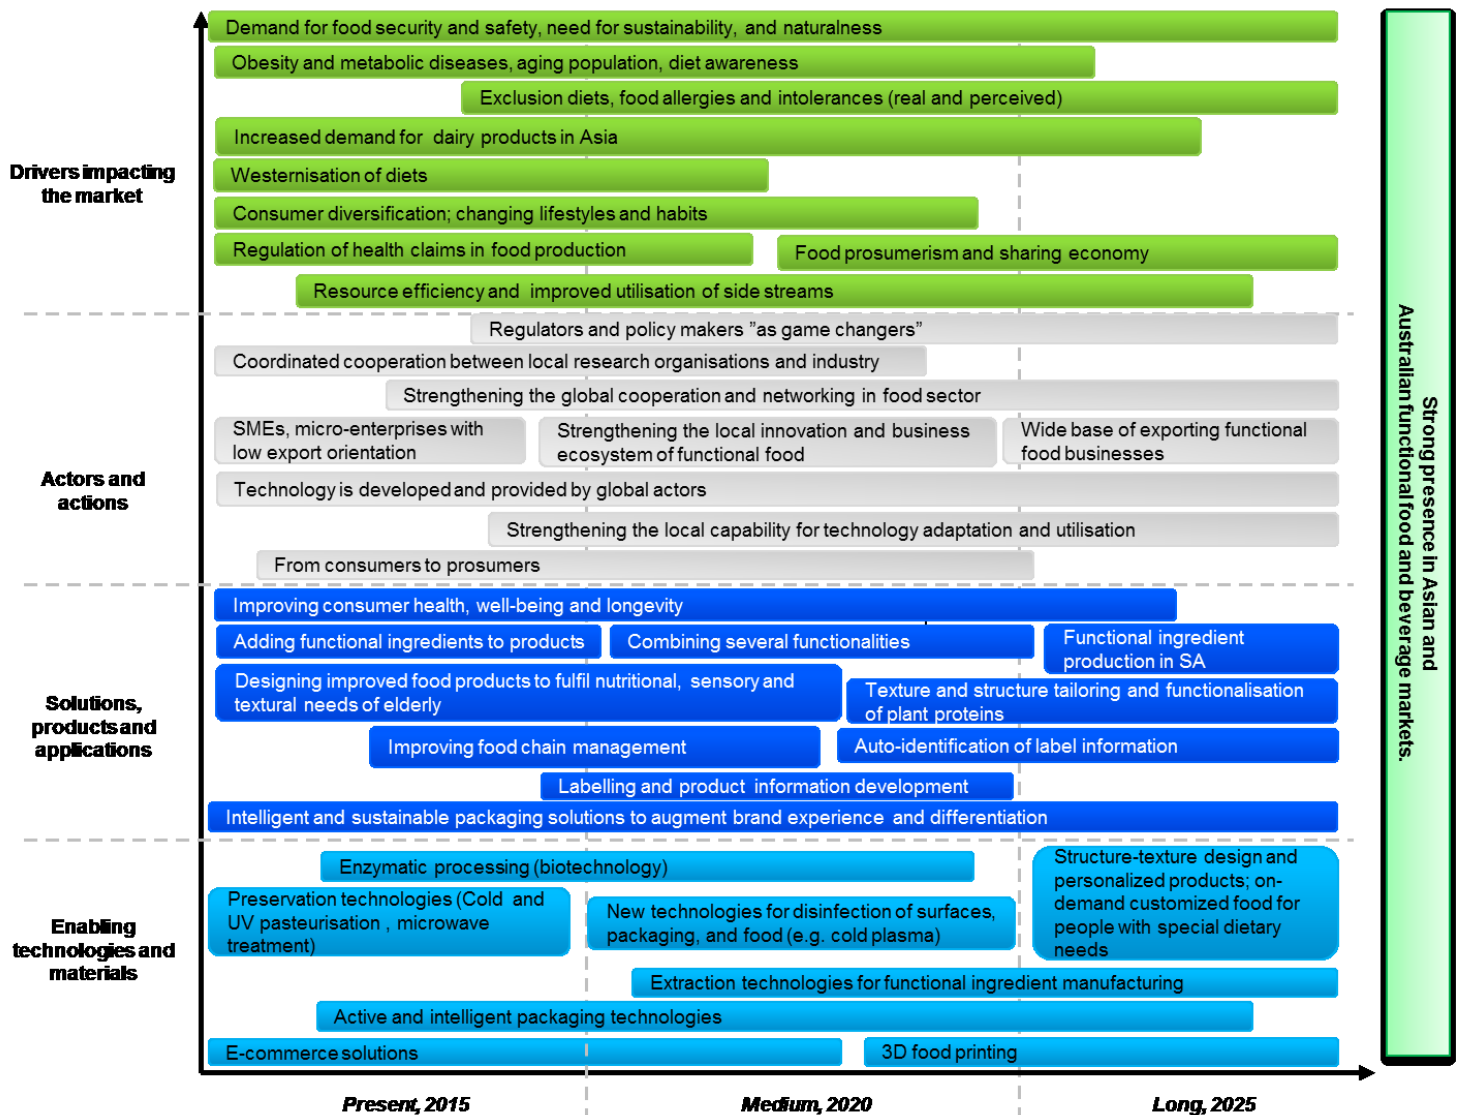 Demand for food security and safety, need for sustainability, and naturalness
Obesity and metabolic diseases, aging population, diet awareness
Exclusion diets, food allergies and intolerances (real and perceived)
Increased demand for dairy products in Asia
Drivers impacting
the market
Westernisation of diets
Consumer diversification; changing lifestyles and habits
Regulation of health claims in food production
Food prosumerism and sharing economy
Resource efficiency and improved utilisation of side streams
Regulators and policy makers ”as game changers”
Coordinated cooperation between local research organisations and industry
Strengthening the global cooperation and networking in food sector
SMEs, micro-enterprises with
low export orientation
Strengthening the local innovation and business
ecosystem of functional food
Wide base of exporting functional
food businesses
Actors and
actions
Technology is developed and provided by global actors
Strengthening the local capability for technology adaptation and utilisation
From consumers to prosumers
Improving consumer health, well-being and longevity
Adding functional ingredients to products
Combining several functionalities
Functional ingredient
production in SA
Solutions,
products and
applications
Designing improved food products to fulfil nutritional, sensory and
textural needs of elderly
Texture and structure tailoring and functionalisation
of plant proteins
Improving food chain management
Auto-identification of label information
Labelling and product information development
Intelligent and sustainable packaging solutions to augment brand experience and differentiation
Enabling
technologies and
materials
Enzymatic processing (biotechnology)
Structure-texture design and
personalized products; on-
demand customized food for
people with special dietary
needs
Preservation technologies (Cold and
UV pasteurisation , microwave
treatment)
New technologies for disinfection of surfaces,
packaging, and food (e.g. cold plasma)
Extraction technologies for functional ingredient manufacturing
Active and intelligent packaging technologies
E-commerce solutions
3D food printing
Present, 2015
Medium, 2020
Long, 2025
Strong presence in Asian and
Australian functional food and beverage markets.